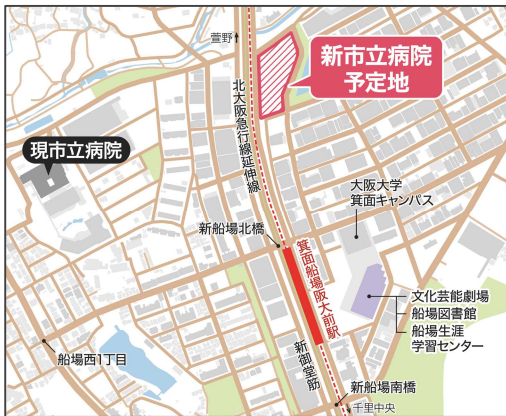 萱野
新市立病院
予定地
北大阪急行線延伸線
現市立病院
大阪大学
箕面キャンパス
新船場北橋
箕面船場阪大前駅
文化芸能劇場
船場図書館
船場生涯
学習センター
船場西1丁目
新御堂筋
新船場南橋
千里中央